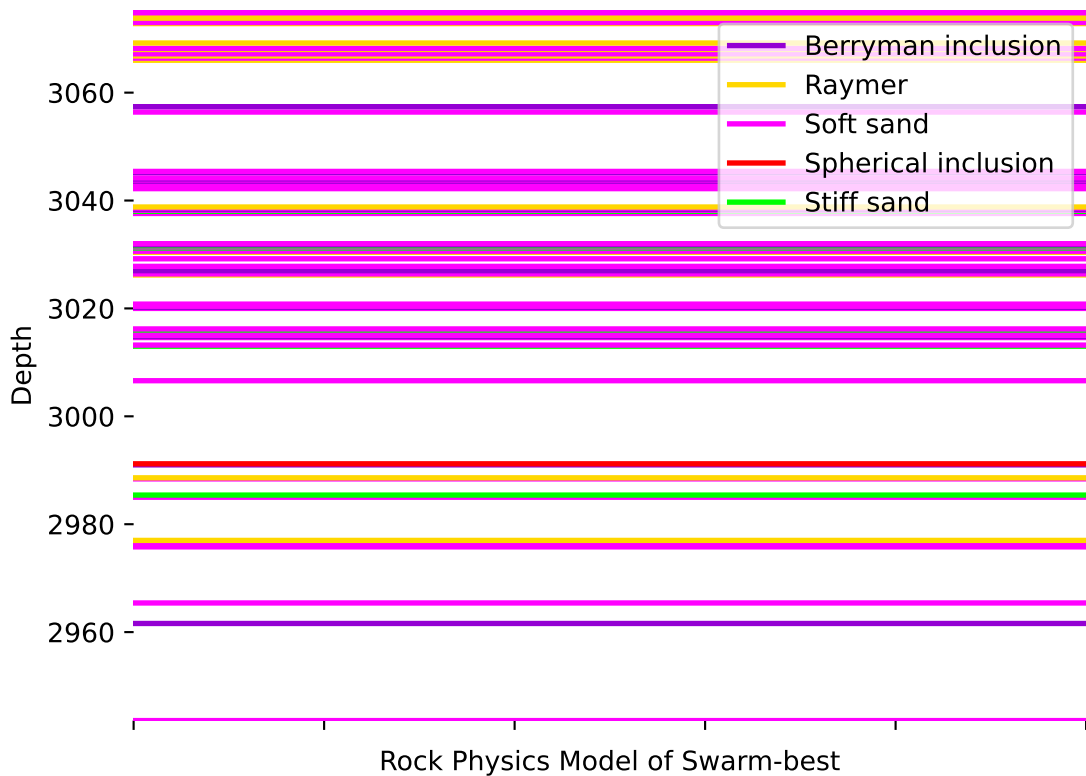 Berryman inclusion
Raymer
Soft sand
Spherical inclusion
Stiff sand
3060
3040
3020
3000
2980
2960
Depth
Rock Physics Model of Swarm-best